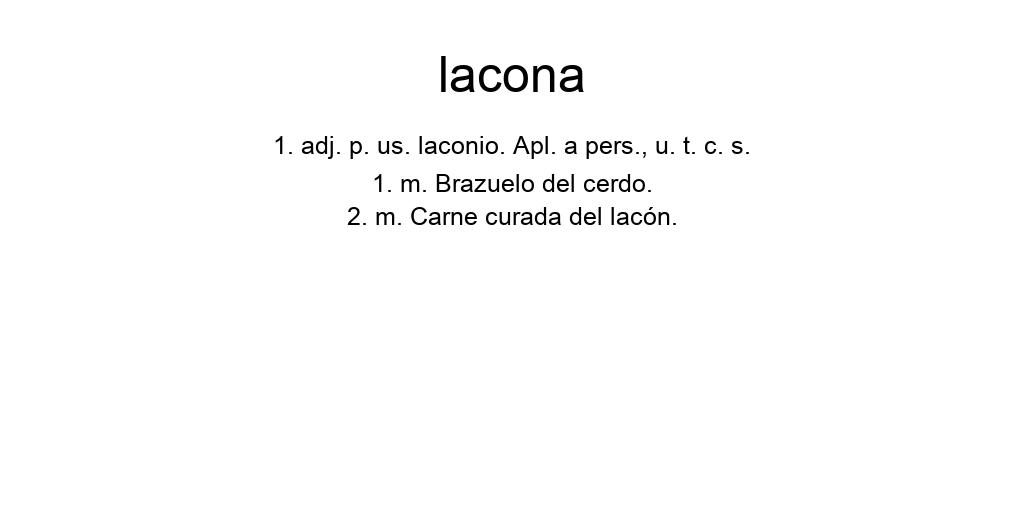 lacona
1. adj. p. us. laconio. Apl. a pers., u. t. c. s.
1. m. Brazuelo del cerdo.
2. m. Carne curada del lacón.